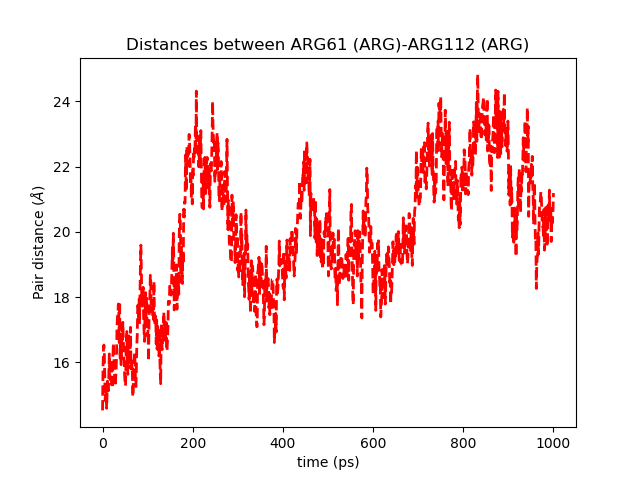 Distances between ARG61 (ARG)-ARG112 (ARG)
Pair distance (Å)
24
22
20
18
16
0 200 400 600 800 1000
time (ps)